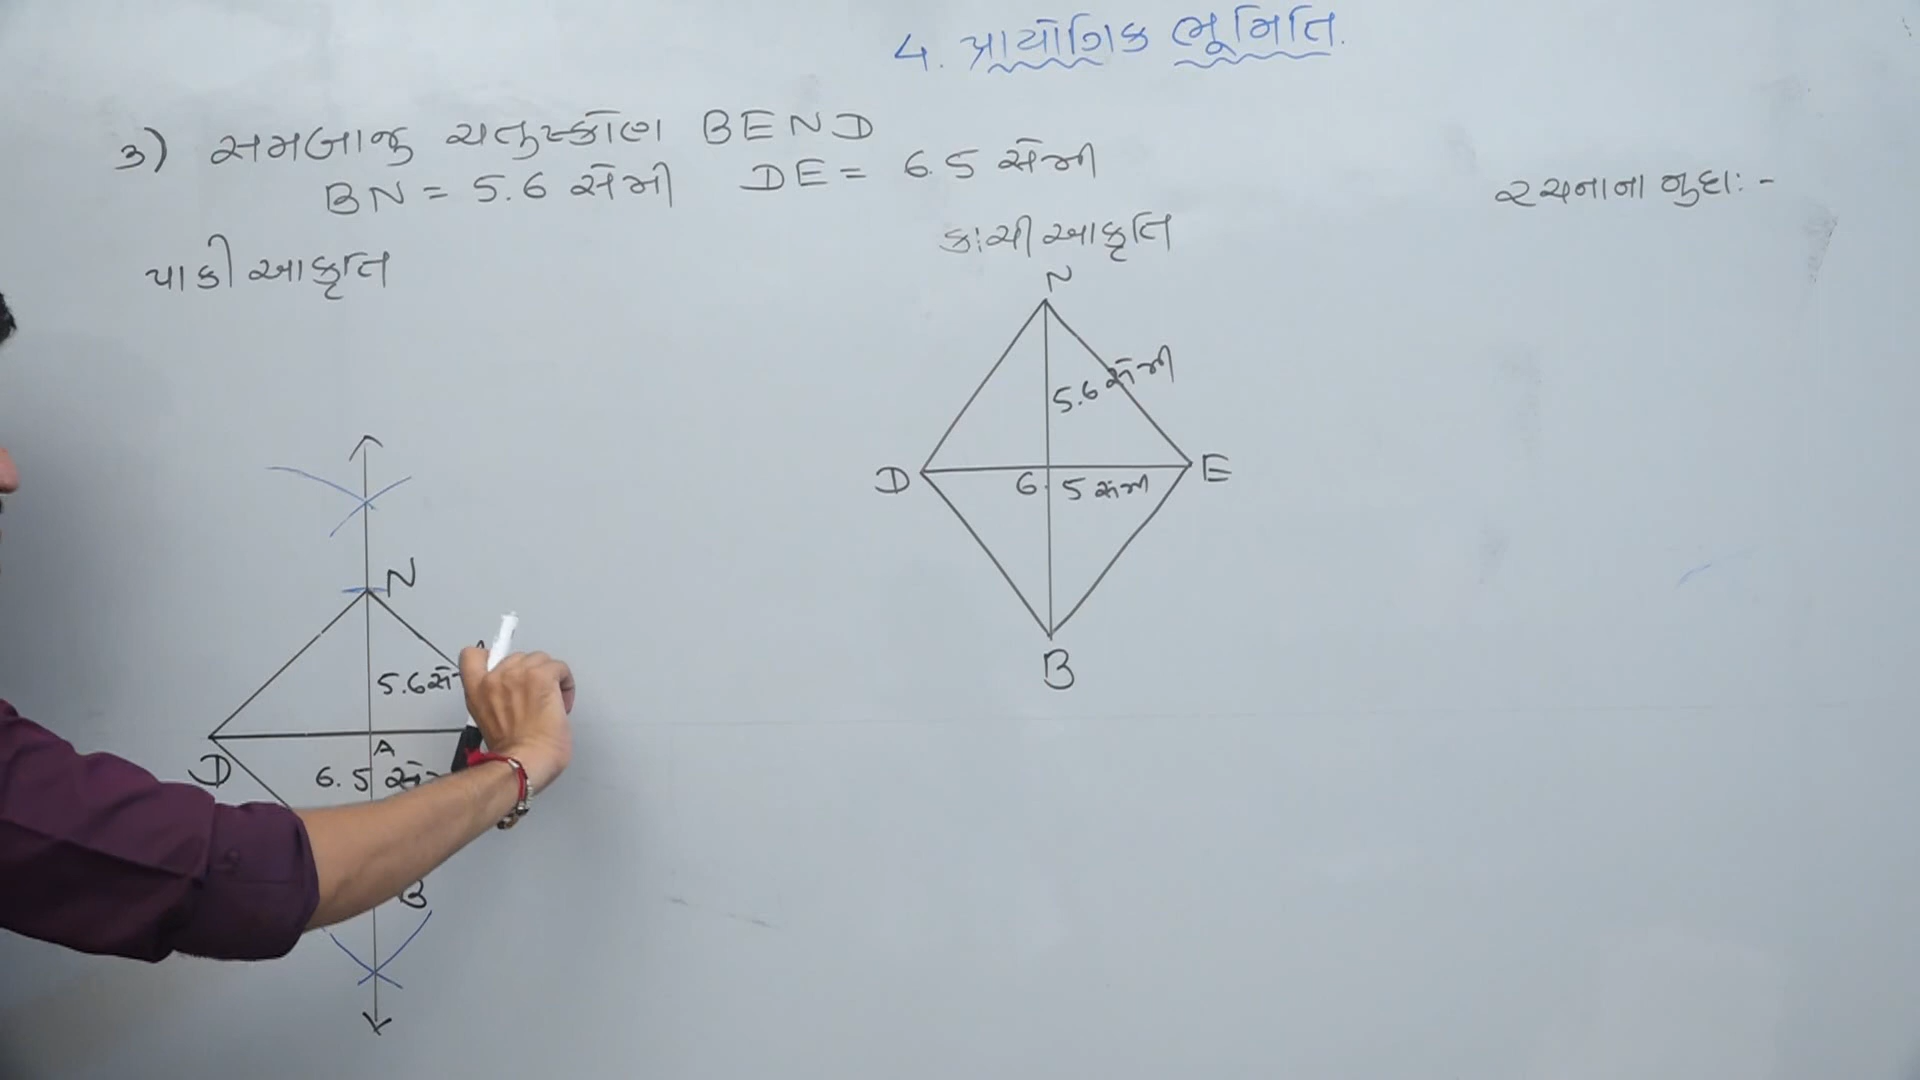 4. પ્રાયોગિક ભૂમિતિ.
૩) સમબાજુ ચતુષ્કોણ BEND
BN = 5.6 સેમી DE = 6.5 સેમી
રચનાના મુદ્દા: -
પાકી આકૃતિ
કાચી આકૃતિ
N
5.6 સેમી
D
6.5 સેમી
E
B
N
5.6 સે
A
D
6.5
B